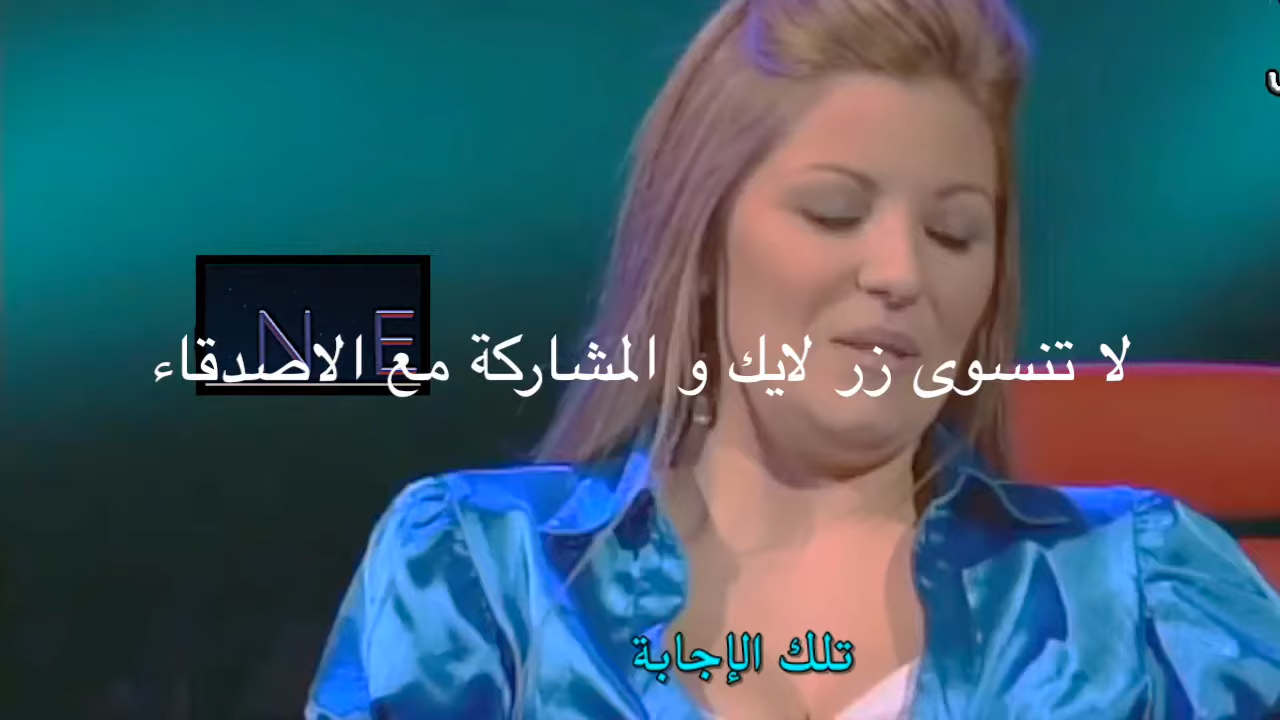 N E
لا تنسوى زر لايك و المشاركة مع الاصدقاء
تلك الإجابة